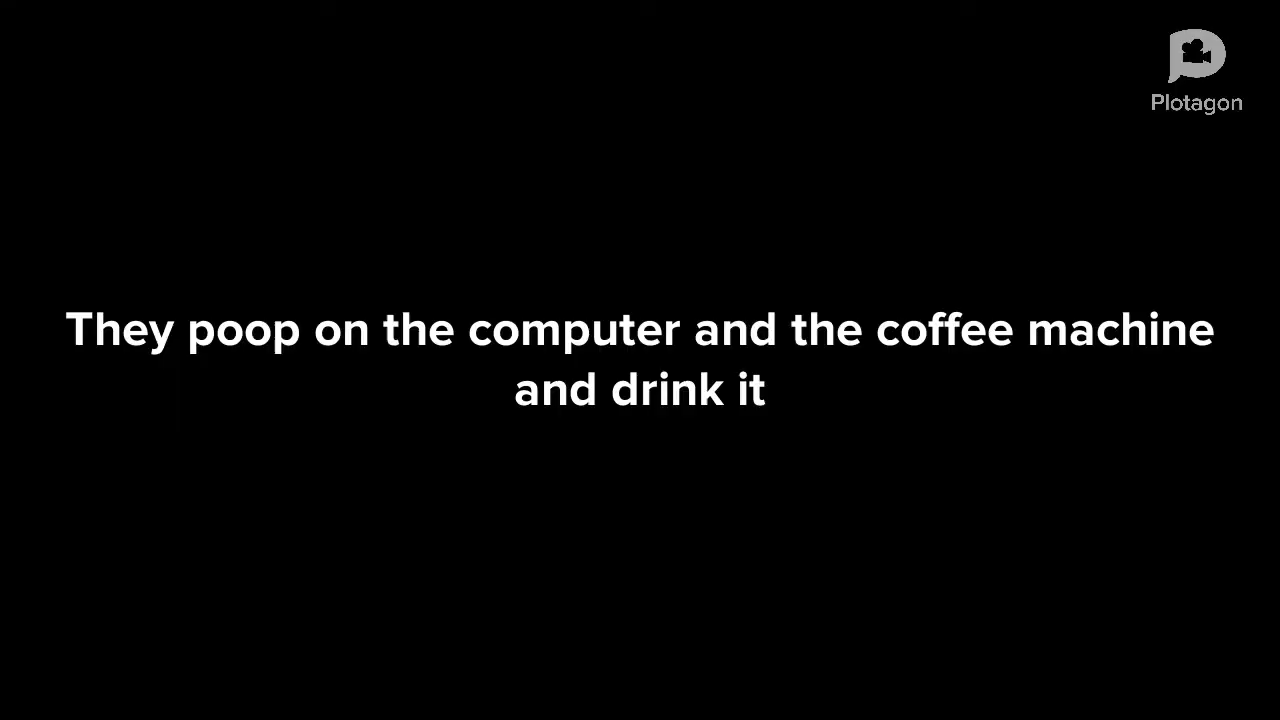 Plotagon
They poop on the computer and the coffee machine
and drink it